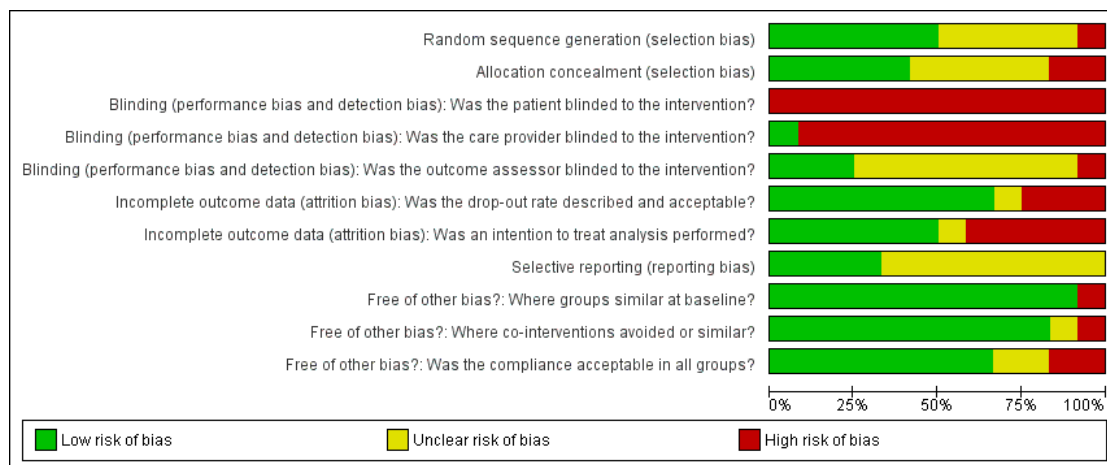 Random sequence generation (selection bias)
Allocation concealment (selection bias)
Blinding (performance bias and detection bias): Was the patient blinded to the intervention?
Blinding (performance bias and detection bias): Was the care provider blinded to the intervention?
Blinding (performance bias and detection bias): Was the outcome assessor blinded to the intervention?
Incomplete outcome data (attrition bias): Was the drop-out rate described and acceptable?
Incomplete outcome data (attrition bias): Was an intention to treat analysis performed?
Selective reporting (reporting bias)
Free of other bias?: Where groups similar at baseline?
Free of other bias?: Where co-interventions avoided or similar?
Free of other bias?: Was the compliance acceptable in all groups?
0% 25% 50% 75% 100%
Low risk of bias Unclear risk of bias High risk of bias